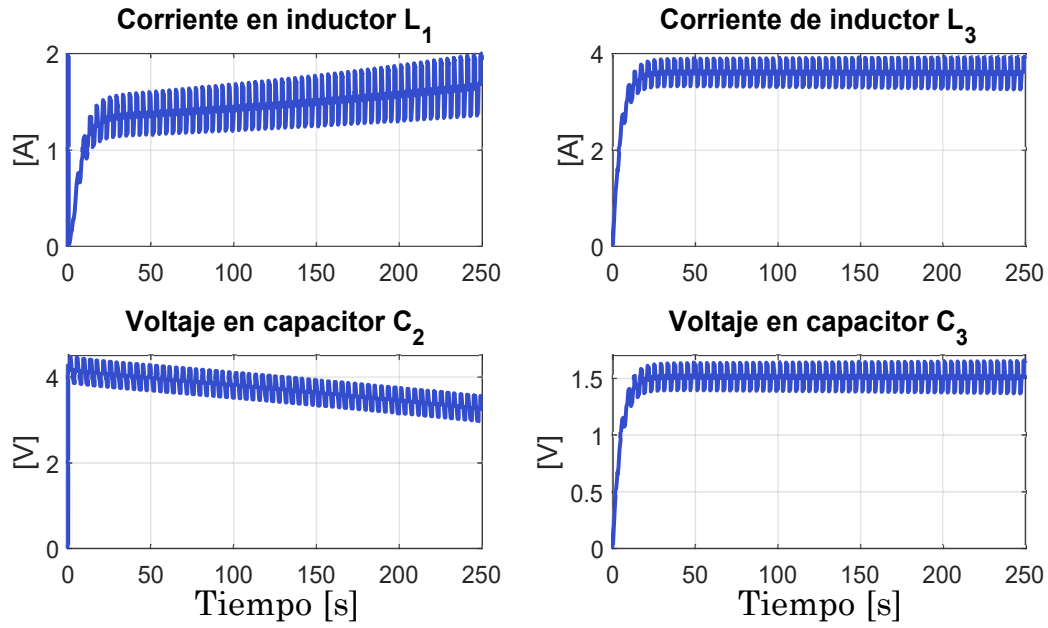 Corriente en inductor L1
[A]
2
1
0
0 50 100 150 200 250
Corriente de inductor L3
[A]
4
2
0
0 50 100 150 200 250
Voltaje en capacitor C2
[V]
4
2
0
0 50 100 150 200 250
Tiempo [s]
Voltaje en capacitor C3
[V]
1.5
1
0.5
0
0 50 100 150 200 250
Tiempo [s]